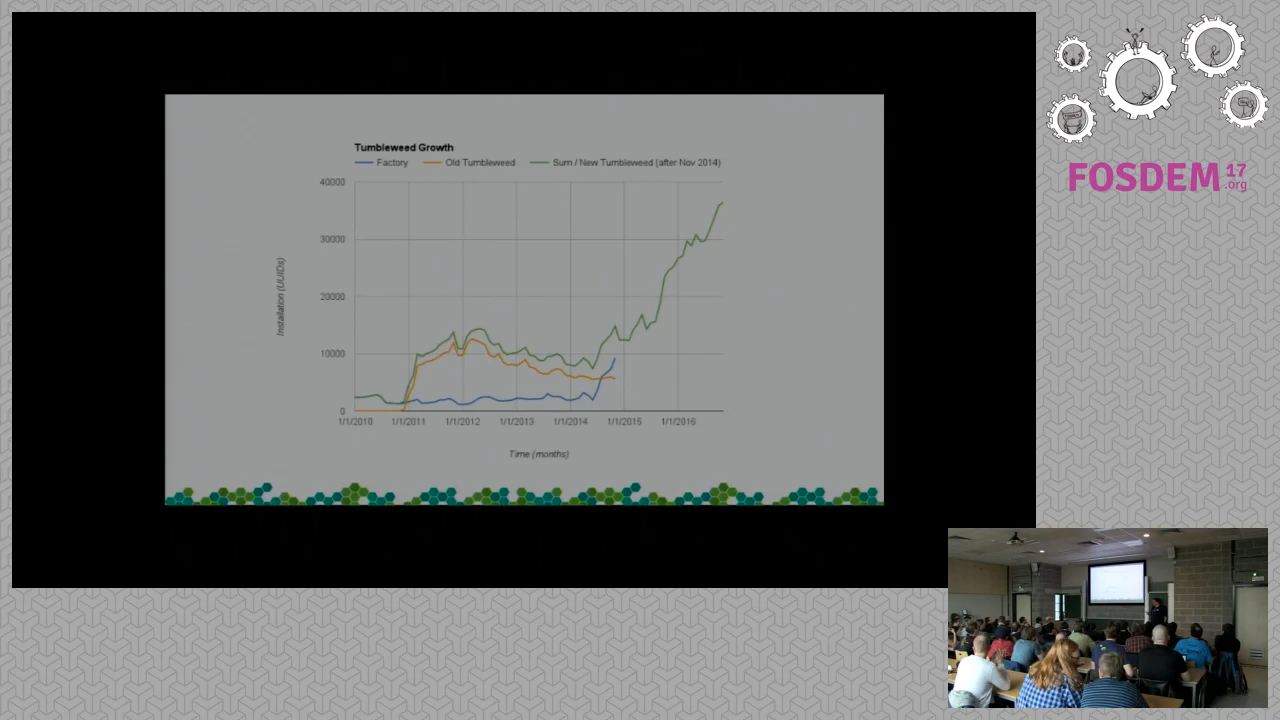 Tumbleweed Growth
Factory Old Tumbleweed Sum / New Tumbleweed (after Nov 2014)
40000
30000
20000
10000
0
Installation (UUIDs)
1/1/2010 1/1/2011 1/1/2012 1/1/2013 1/1/2014 1/1/2015 1/1/2016
Time (months)
FOSDEM 17
.org